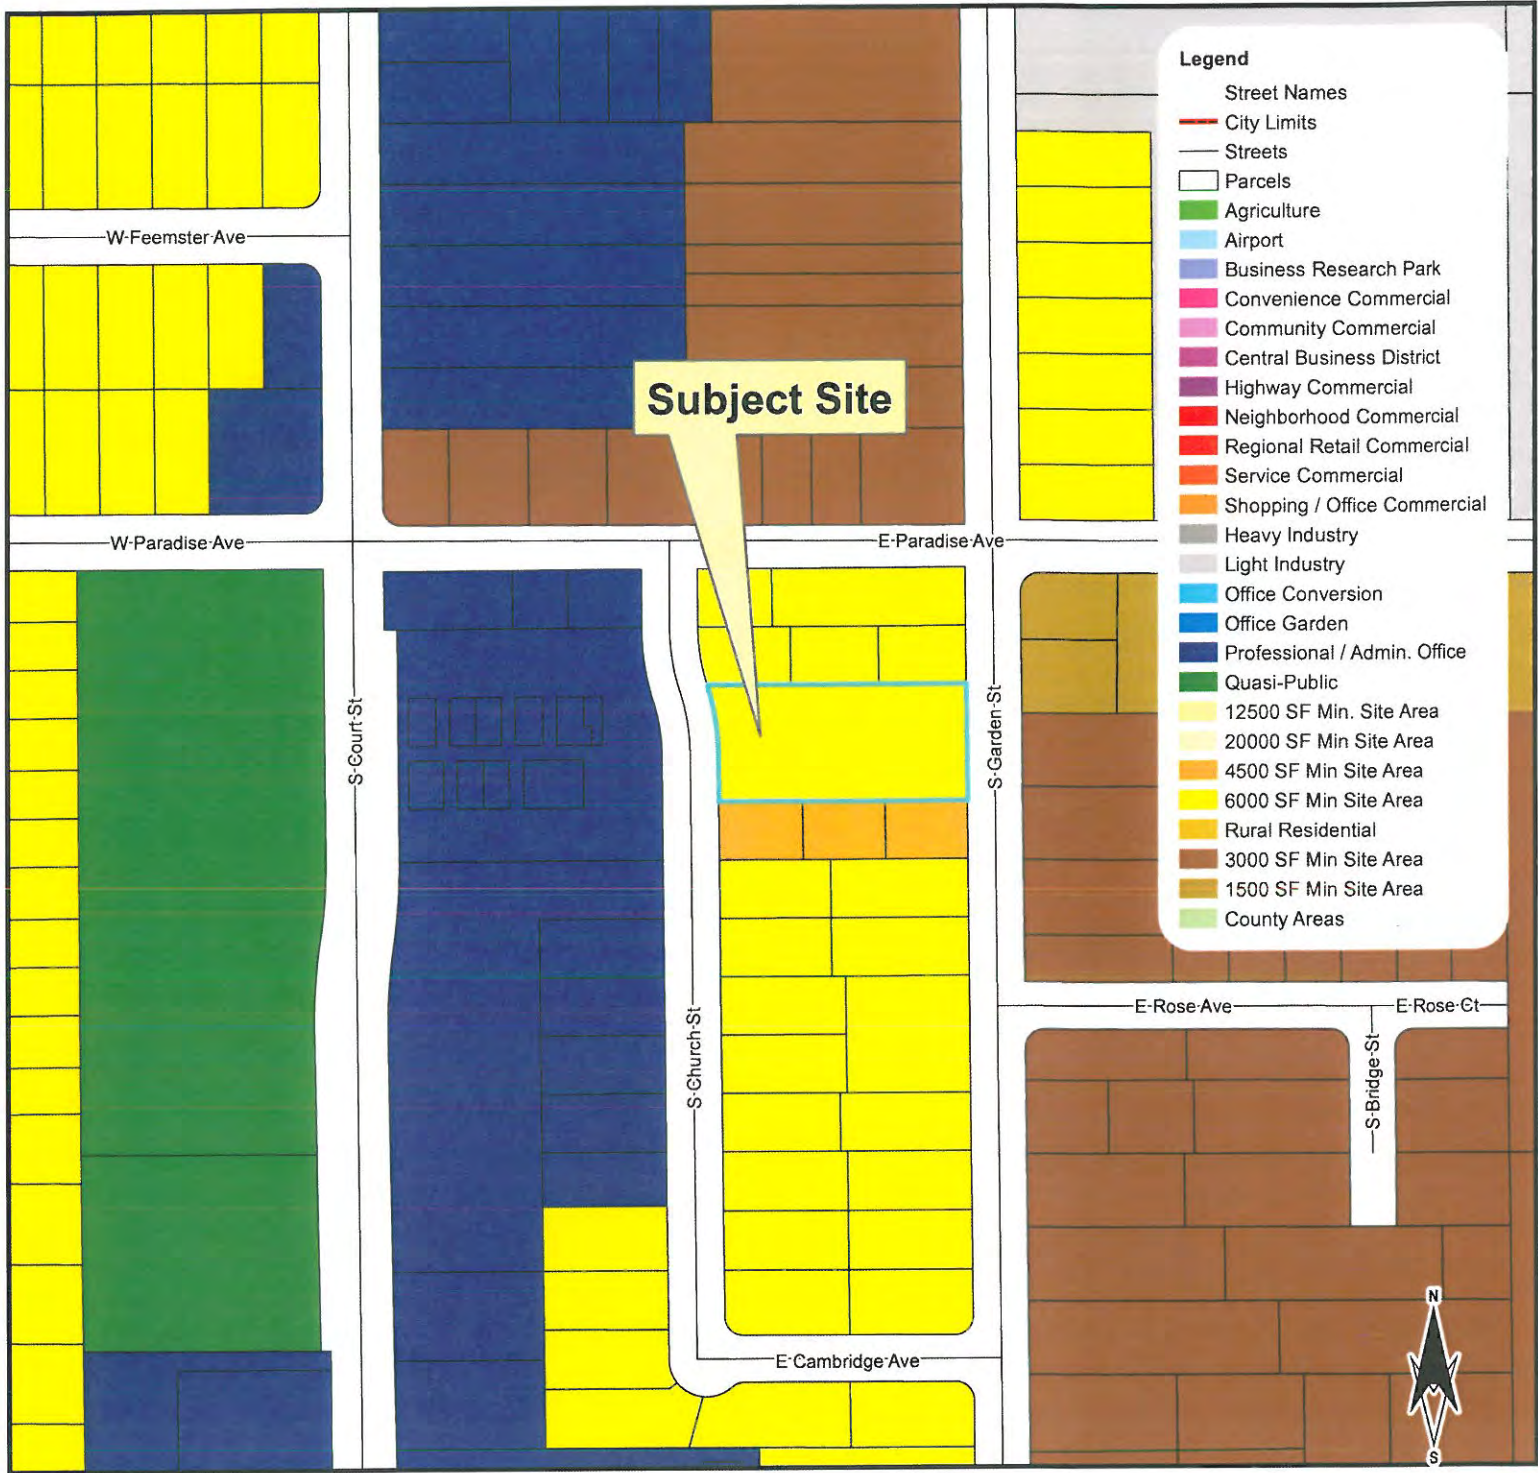 Legend
Street Names
City Limits
Streets
Parcels
Agriculture
Airport
Business Research Park
Convenience Commercial
Community Commercial
Central Business District
Highway Commercial
Neighborhood Commercial
Regional Retail Commercial
Service Commercial
Shopping / Office Commercial
Heavy Industry
Light Industry
Office Conversion
Office Garden
Professional / Admin. Office
Quasi-Public
12500 SF Min. Site Area
20000 SF Min Site Area
4500 SF Min Site Area
6000 SF Min Site Area
Rural Residential
3000 SF Min Site Area
1500 SF Min Site Area
County Areas
W Feemster Ave
Subject Site
W Paradise Ave
E Paradise Ave
S Court St
S Garden St
S Church St
E Rose Ave
E Rose Ct
S Bridge St
E Cambridge Ave
N
S